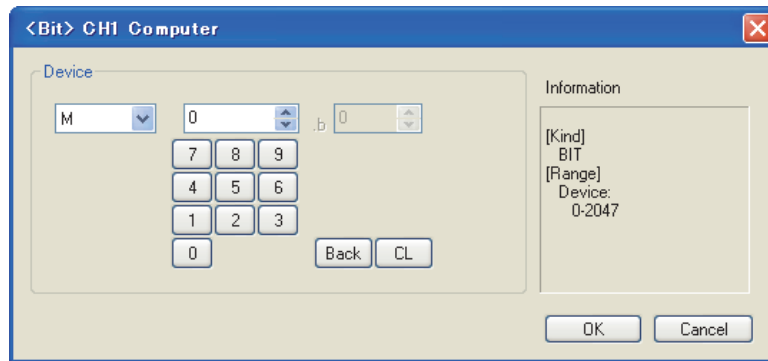 <Bit> CH1 Computer
Device
M 0 .b 0
7 8 9
4 5 6
1 2 3
0 Back CL
Information
[Kind]
BIT
[Range]
Device:
0-2047
OK Cancel